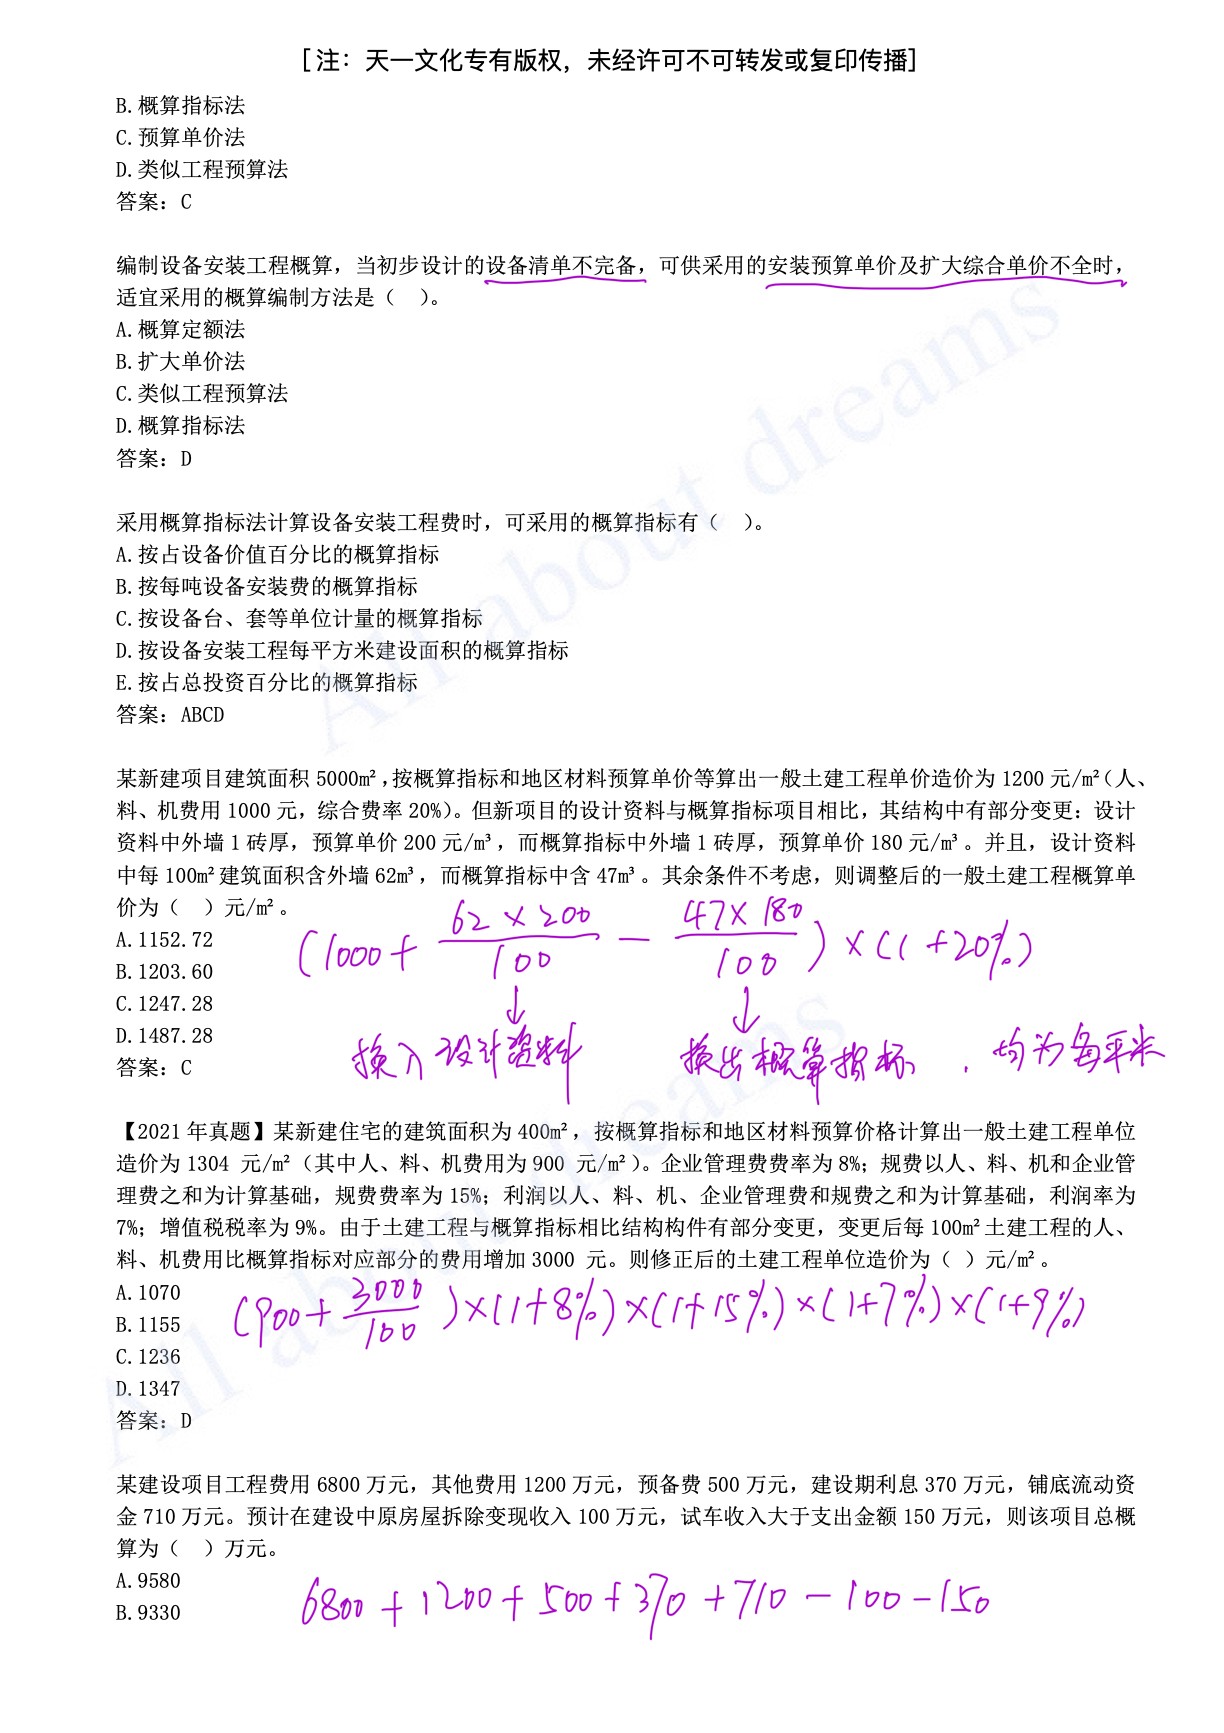 [注：天一文化专有版权，未经许可不可转发或复印传播]
B.概算指标法
C.预算单价法
D.类似工程预算法
答案：C
编制设备安装工程概算，当初步设计的设备清单不完备，可供采用的安装预算单价及扩大综合单价不全时，
适宜采用的概算编制方法是（　）。
A.概算定额法
B.扩大单价法
C.类似工程预算法
D.概算指标法
答案：D
采用概算指标法计算设备安装工程费时，可采用的概算指标有（　）。
A.按占设备价值百分比的概算指标
B.按每吨设备安装费的概算指标
C.按设备台、套等单位计量的概算指标
D.按设备安装工程每平方米建设面积的概算指标
E.按占总投资百分比的概算指标
答案：ABCD
某新建项目建筑面积 5000m²,按概算指标和地区材料预算单价等算出一般土建工程单价造价为 1200 元/m²（人、
料、机费用 1000 元，综合费率 20%）。但新项目的设计资料与概算指标项目相比，其结构中有部分变更：设计
资料中外墙 1 砖厚，预算单价 200 元/m³，而概算指标中外墙 1 砖厚，预算单价 180 元/m³。并且，设计资料
中每 100m²建筑面积含外墙 62m³，而概算指标中含 47m³。其余条件不考虑，则调整后的一般土建工程概算单
价为（　）元/m²。
(1000 + 62×200/100 − 47×180/100) × (1+20%)
A.1152.72
B.1203.60
C.1247.28
D.1487.28
↓ 换入 设计资料 ↓ 换出 概算指标. 均为每平米
答案：C
【2021 年真题】某新建住宅的建筑面积为 400m²，按概算指标和地区材料预算价格计算出一般土建工程单位
造价为 1304 元/m²（其中人、料、机费用为 900 元/m²）。企业管理费费率为 8%；规费以人、料、机和企业管
理费之和为计算基础，规费费率为 15%；利润以人、料、机、企业管理费和规费之和为计算基础，利润率为
7%；增值税税率为 9%。由于土建工程与概算指标相比结构构件有部分变更，变更后每 100m²土建工程的人、
料、机费用比概算指标对应部分的费用增加 3000 元。则修正后的土建工程单位造价为（ ）元/m²。
A.1070
(900 + 3000/100)×(1+8%)×(1+15%)×(1+7%)×(1+9%)
B.1155
C.1236
D.1347
答案：D
某建设项目工程费用 6800 万元，其他费用 1200 万元，预备费 500 万元，建设期利息 370 万元，铺底流动资
金 710 万元。预计在建设中原房屋拆除变现收入 100 万元，试车收入大于支出金额 150 万元，则该项目总概
算为（　）万元。
A.9580
6800 + 1200 + 500 + 370 + 710 − 100 − 150
B.9330
All about dreams
All about dreams